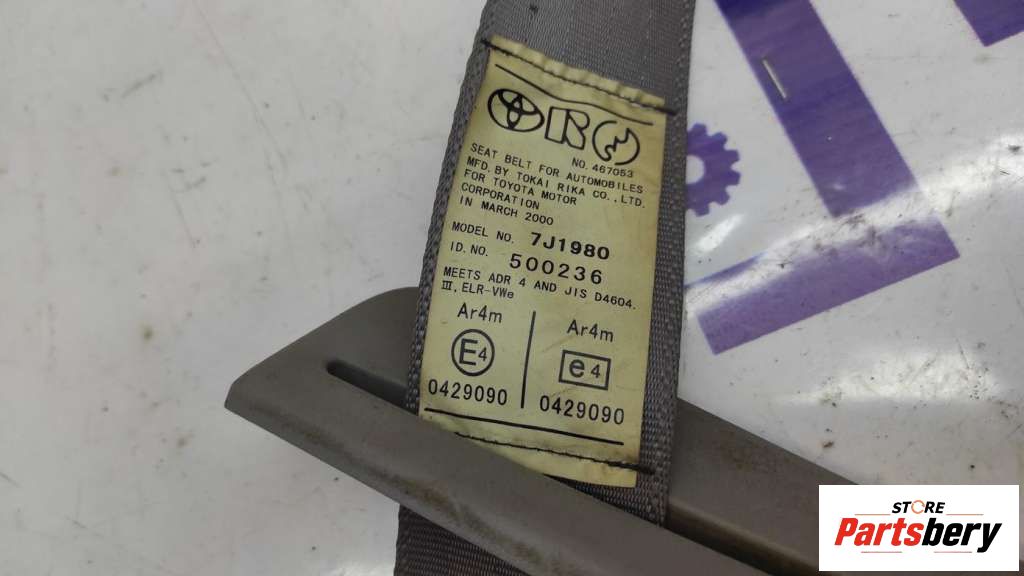 R
NO. 467053
SEAT BELT FOR AUTOMOBILES
MFD. BY TOKAI RIKA CO., LTD.
FOR TOYOTA MOTOR
CORPORATION
IN MARCH 2000
MODEL NO. 7J1980
ID. NO. 500236
MEETS ADR 4 AND JIS D4604.
III, ELR-VWe
Ar4m
E4
0429090
Ar4m
e4
0429090
STORE
Partsbery